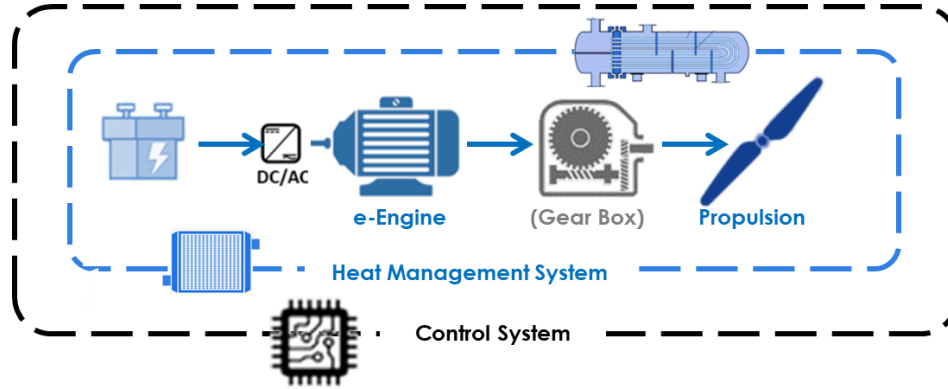 DC/AC
e-Engine
(Gear Box)
Propulsion
Heat Management System
Control System